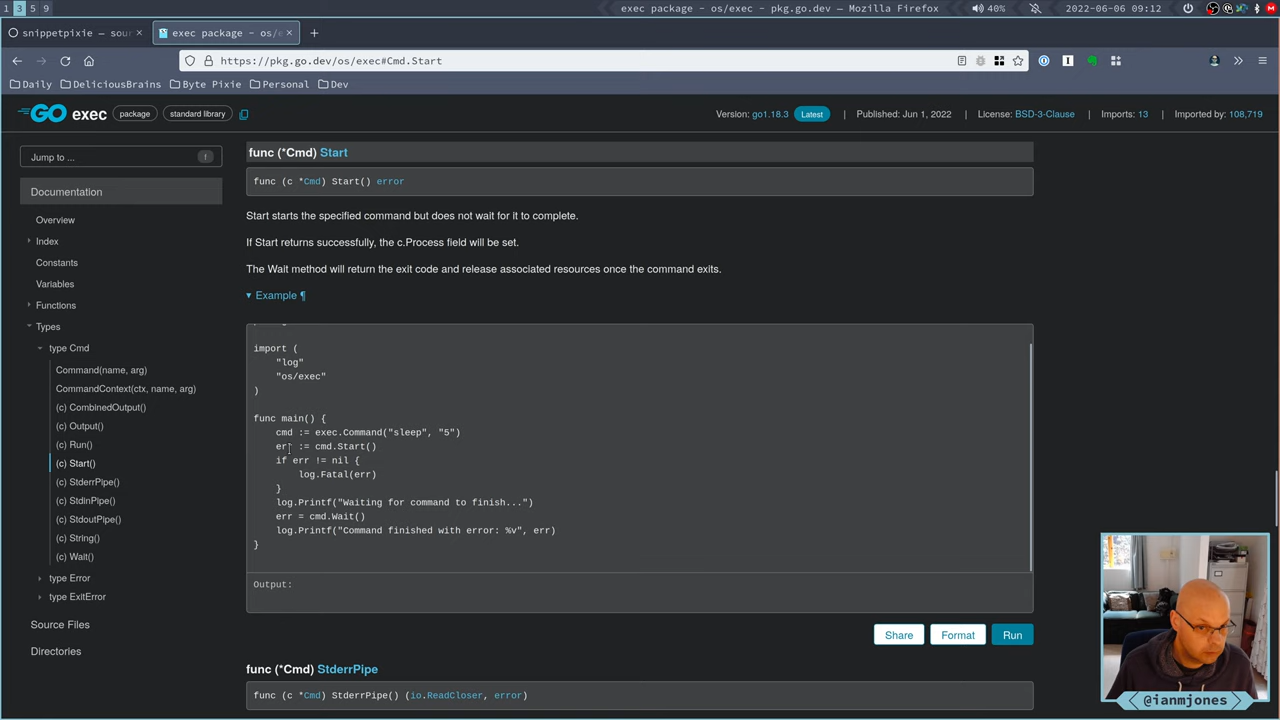 1 3 5 9
exec package - os/exec - pkg.go.dev — Mozilla Firefox
40%
2022-06-06 09:12
snippetpixie — sour
exec package - os/e
https://pkg.go.dev/os/exec#Cmd.Start
Daily
DeliciousBrains
Byte Pixie
Personal
Dev
GO exec
package
standard library
Version: go1.18.3
Latest
Published: Jun 1, 2022
License: BSD-3-Clause
Imports: 13
Imported by: 108,719
Jump to ...
f
Documentation
Overview
Index
Constants
Variables
Functions
Types
type Cmd
Command(name, arg)
CommandContext(ctx, name, arg)
(c) CombinedOutput()
(c) Output()
(c) Run()
(c) Start()
(c) StderrPipe()
(c) StdinPipe()
(c) StdoutPipe()
(c) String()
(c) Wait()
type Error
type ExitError
Source Files
Directories
func (*Cmd) Start
func (c *Cmd) Start() error
Start starts the specified command but does not wait for it to complete.
If Start returns successfully, the c.Process field will be set.
The Wait method will return the exit code and release associated resources once the command exits.
Example ¶
import (
"log"
"os/exec"
)
func main() {
cmd := exec.Command("sleep", "5")
err := cmd.Start()
if err != nil {
log.Fatal(err)
}
log.Printf("Waiting for command to finish...")
err = cmd.Wait()
log.Printf("Command finished with error: %v", err)
}
Output:
Share
Format
Run
func (*Cmd) StderrPipe
func (c *Cmd) StderrPipe() (io.ReadCloser, error)
@ianmjones